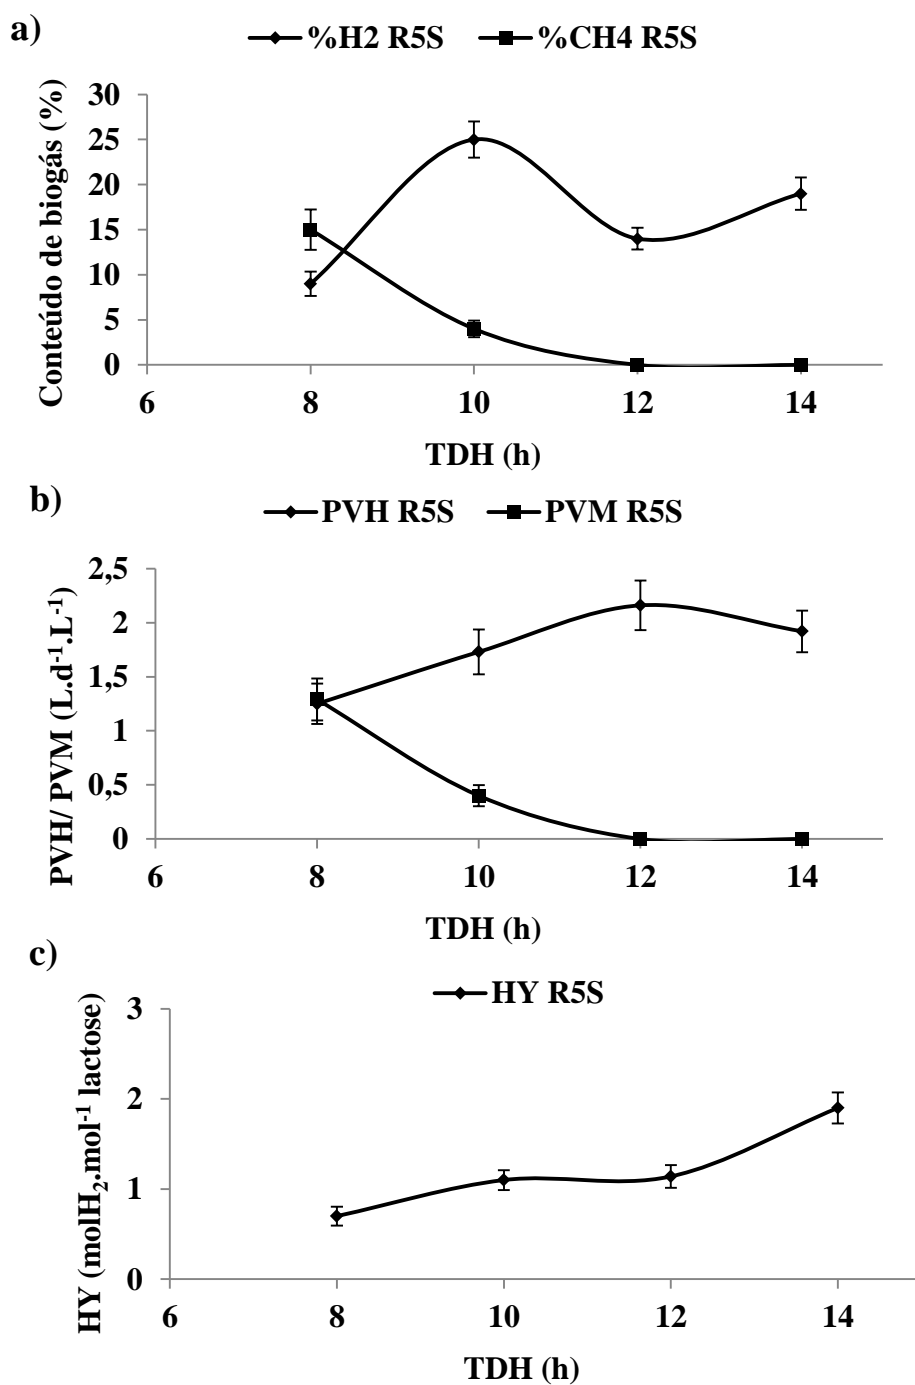 a)
%H2 R5S %CH4 R5S
Conteúdo de biogás (%)
30
25
20
15
10
5
0
6 8 10 12 14
TDH (h)
b)
PVH R5S PVM R5S
PVH/ PVM (L.d⁻¹.L⁻¹)
2,5
2
1,5
1
0,5
0
6 8 10 12 14
TDH (h)
c)
HY R5S
HY (molH₂.mol⁻¹ lactose)
3
2
1
0
6 8 10 12 14
TDH (h)